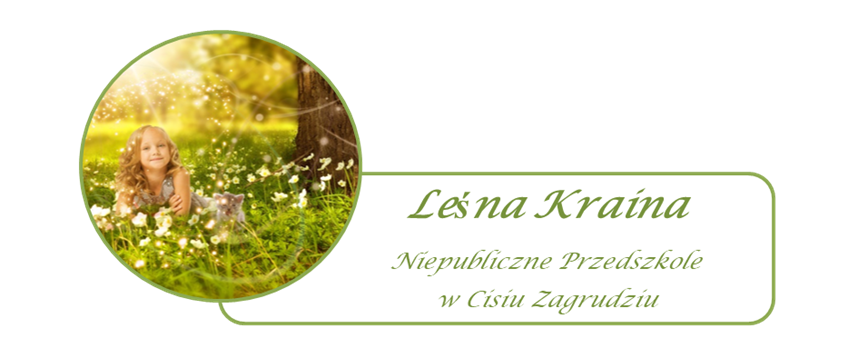 Leśna Kraina
Niepubliczne Przedszkole
w Cisiu Zagrudziu